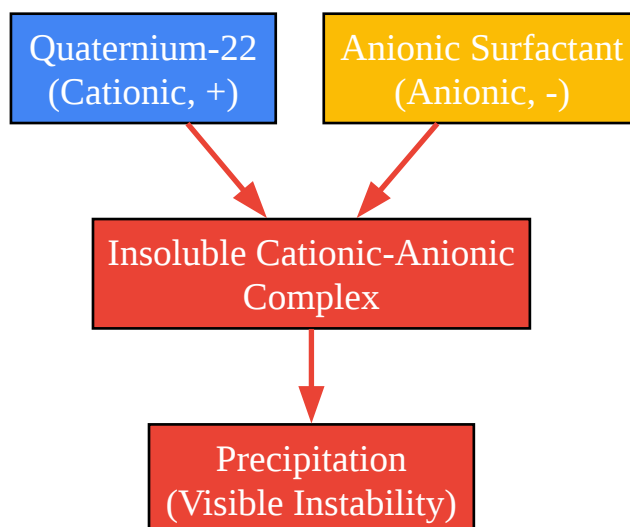 Quaternium-22
(Cationic, +)
Anionic Surfactant
(Anionic, -)
Insoluble Cationic-Anionic
Complex
Precipitation
(Visible Instability)